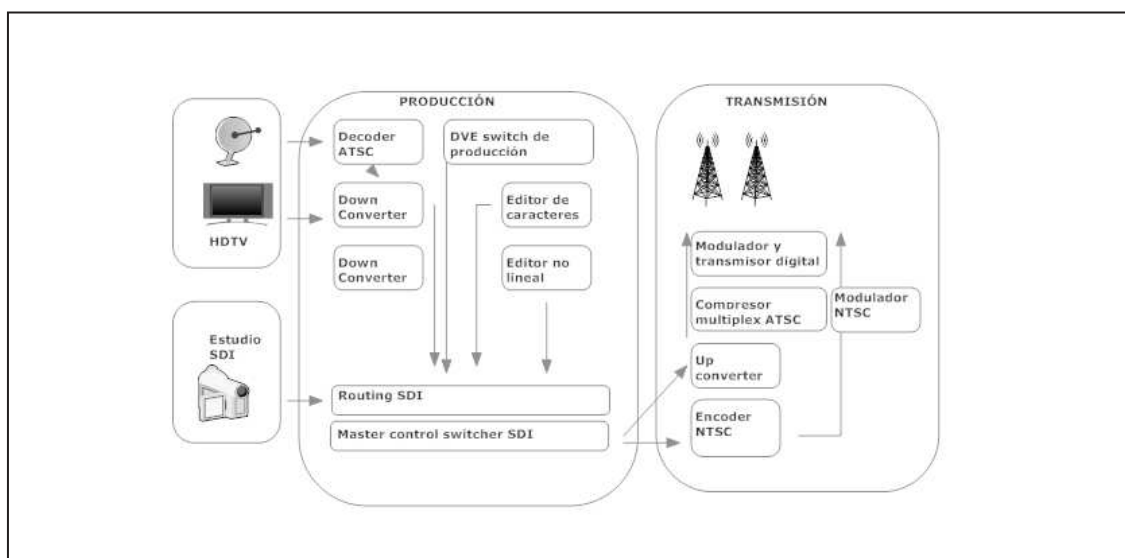 HDTV
Estudio
SDI
PRODUCCIÓN
Decoder
ATSC
DVE switch de
producción
Down
Converter
Editor de
caracteres
Down
Converter
Editor no
lineal
Routing SDI
Master control switcher SDI
TRANSMISIÓN
Modulador y
transmisor digital
Compresor
multiplex ATSC
Modulador
NTSC
Up
converter
Encoder
NTSC